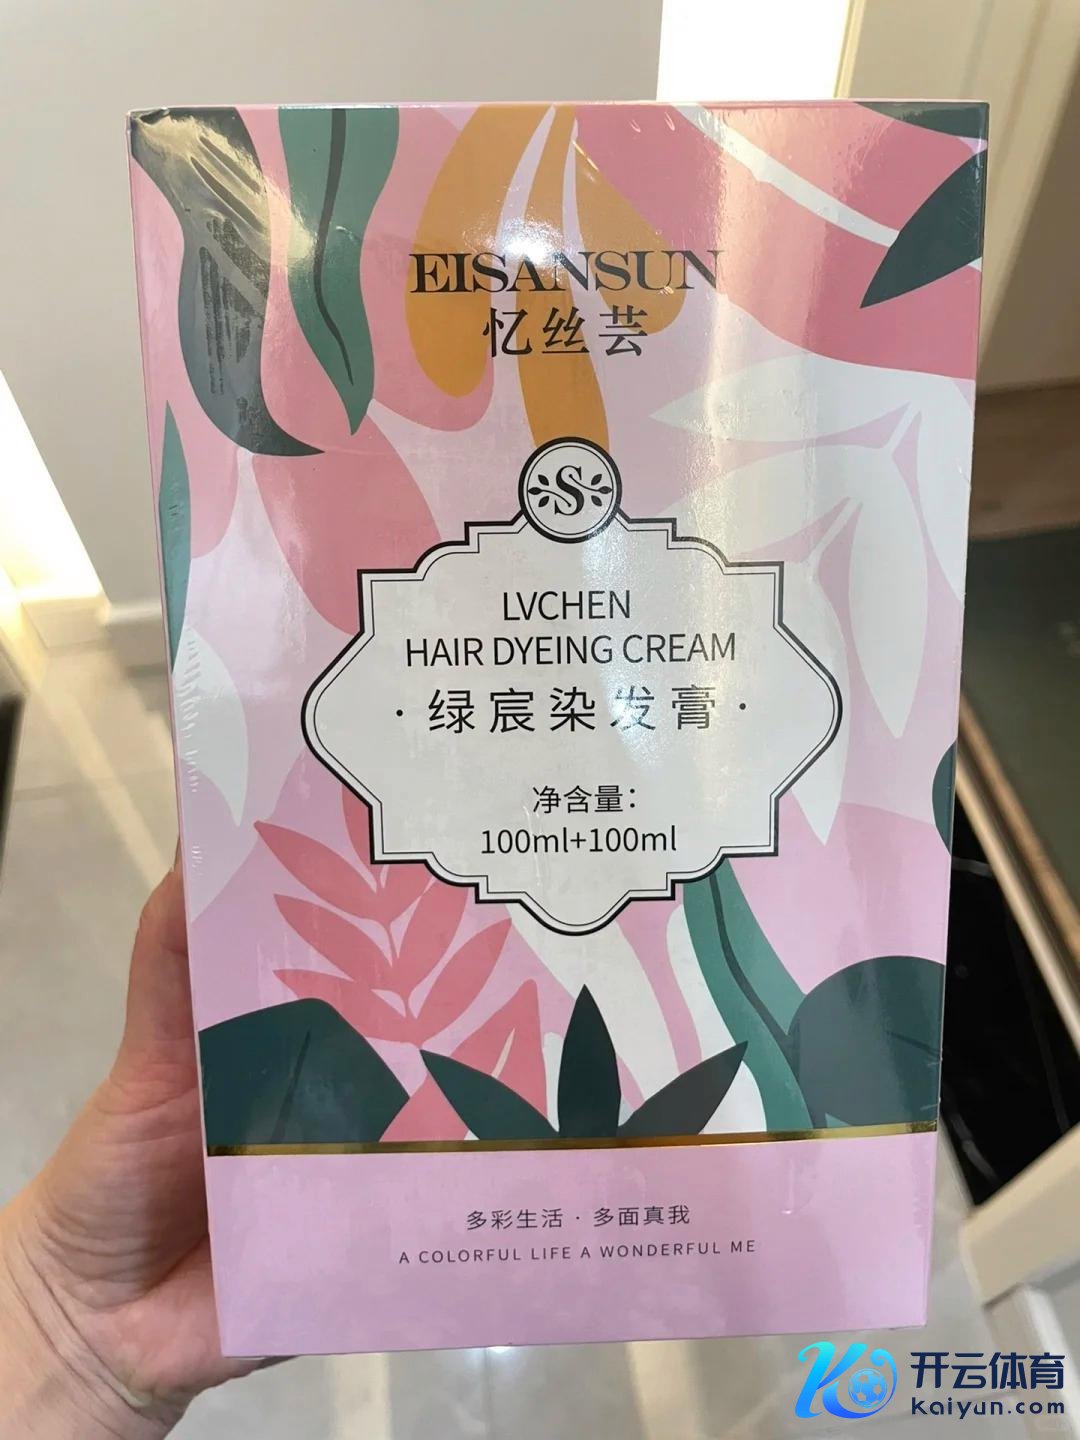 EISANSUN
忆丝芸
S
LVCHEN
HAIR DYEING CREAM
·绿宸染发膏·
净含量：
100ml+100ml
多彩生活·多面真我
A COLORFUL LIFE A WONDERFUL ME
开云体育
kaiyun.com